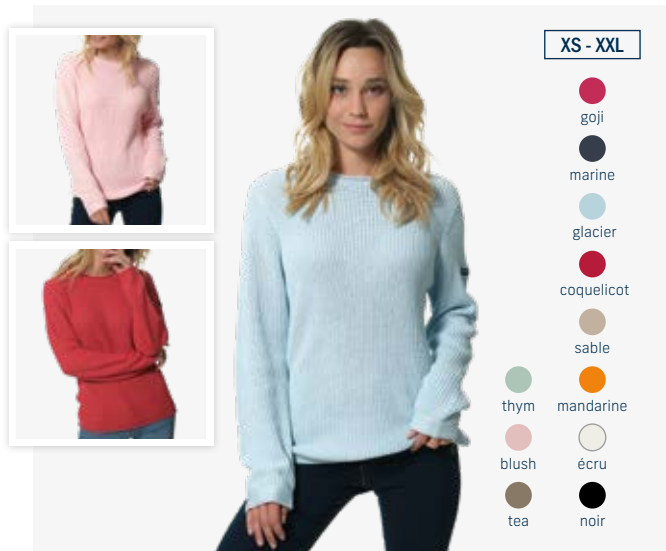 XS - XXL
goji
marine
glacier
coquelicot
sable
thym mandarine
blush écru
tea noir